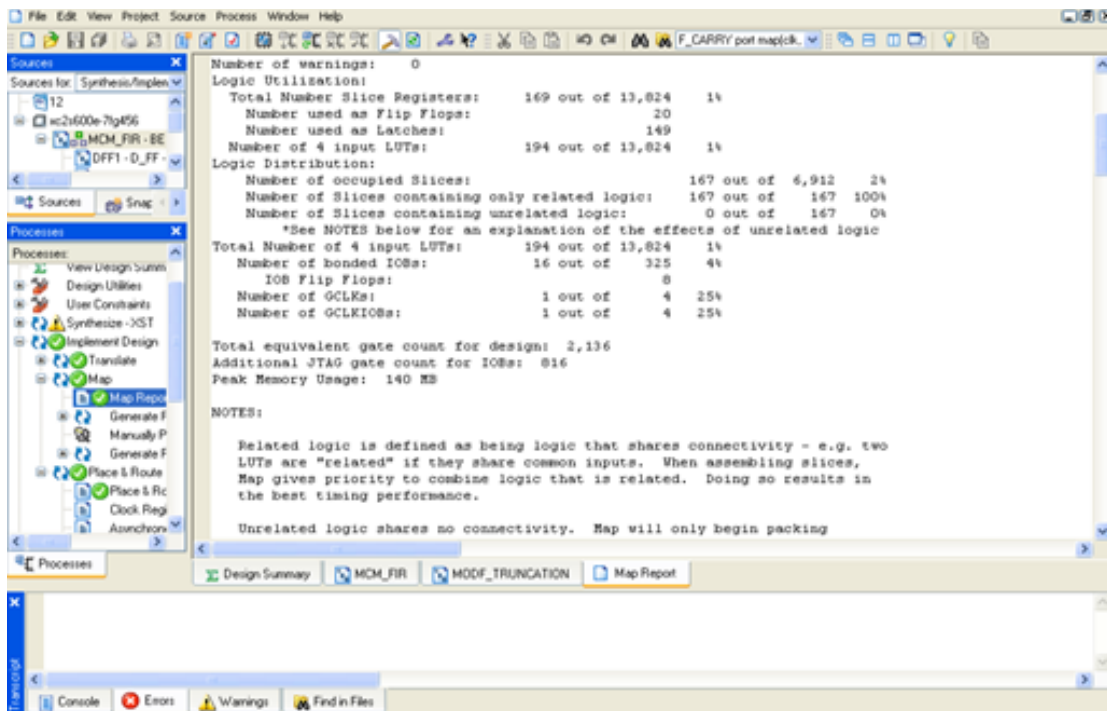 File Edit View Project Source Process Window Help
F_CARRY port map(clk,
Sources
Sources for: Synthesis/Implen
12
xc2s600e-7fg456
MCM_FIR - BE
DFF1 - D_FF -
Sources Snap
Processes
Processes:
View Design Summ
Design Utilities
User Constraints
Synthesize - XST
Implement Design
Translate
Map
Map Repo
Generate P
Manually P
Generate P
Place & Route
Place & Rc
Clock Regi
Asynchron
Processes
Number of warnings: 0
Logic Utilization:
Total Number Slice Registers: 169 out of 13,824 1%
Number used as Flip Flops: 20
Number used as Latches: 149
Number of 4 input LUTs: 194 out of 13,824 1%
Logic Distribution:
Number of occupied Slices: 167 out of 6,912 2%
Number of Slices containing only related logic: 167 out of 167 100%
Number of Slices containing unrelated logic: 0 out of 167 0%
*See NOTES below for an explanation of the effects of unrelated logic
Total Number of 4 input LUTs: 194 out of 13,824 1%
Number of bonded IOBs: 16 out of 325 4%
IOB Flip Flops: 8
Number of GCLKs: 1 out of 4 25%
Number of GCLKIOBs: 1 out of 4 25%
Total equivalent gate count for design: 2,136
Additional JTAG gate count for IOBs: 816
Peak Memory Usage: 140 MB
NOTES:
Related logic is defined as being logic that shares connectivity - e.g. two
LUTs are "related" if they share common inputs. When assembling slices,
Map gives priority to combine logic that is related. Doing so results in
the best timing performance.
Unrelated logic shares no connectivity. Map will only begin packing
Design Summary MCM_FIR MODF_TRUNCATION Map Report
Transcript
Console Errors Warnings Find in Files